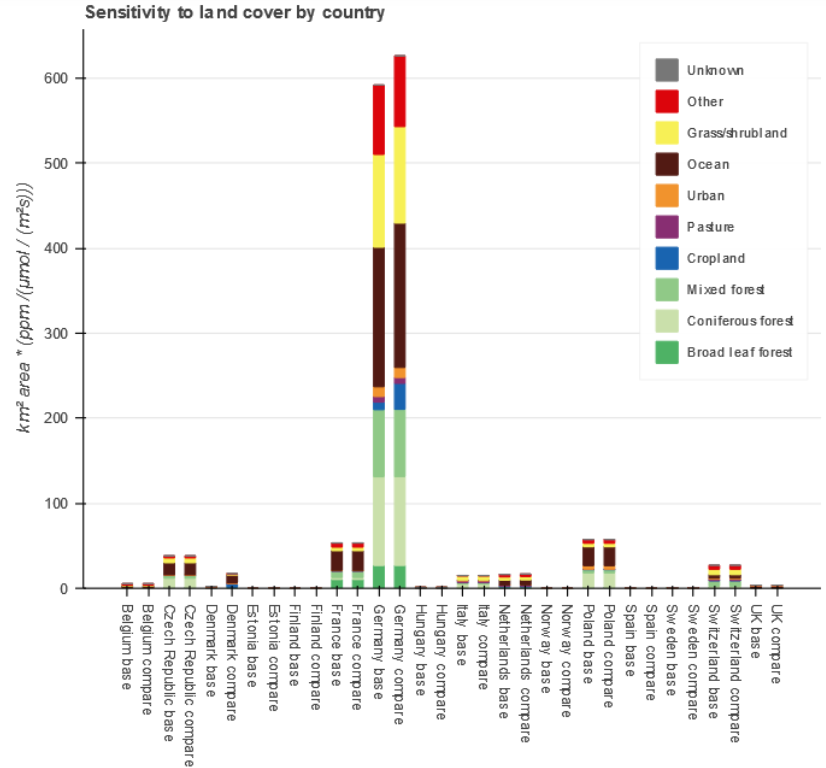 Sensitivity to land cover by country
km² area * (ppm /(µmol / (m²s)))
600
500
400
300
200
100
0
Unknown
Other
Grass/shrubland
Ocean
Urban
Pasture
Cropland
Mixed forest
Coniferous forest
Broad leaf forest
Belgium base
Belgium compare
Czech Republic base
Czech Republic compare
Denmark base
Denmark compare
Estonia base
Estonia compare
Finland base
Finland compare
France base
France compare
Germany base
Germany compare
Hungary base
Hungary compare
Italy base
Italy compare
Netherlands base
Netherlands compare
Norway base
Norway compare
Poland base
Poland compare
Spain base
Spain compare
Sweden base
Sweden compare
Switzerland base
Switzerland compare
UK base
UK compare